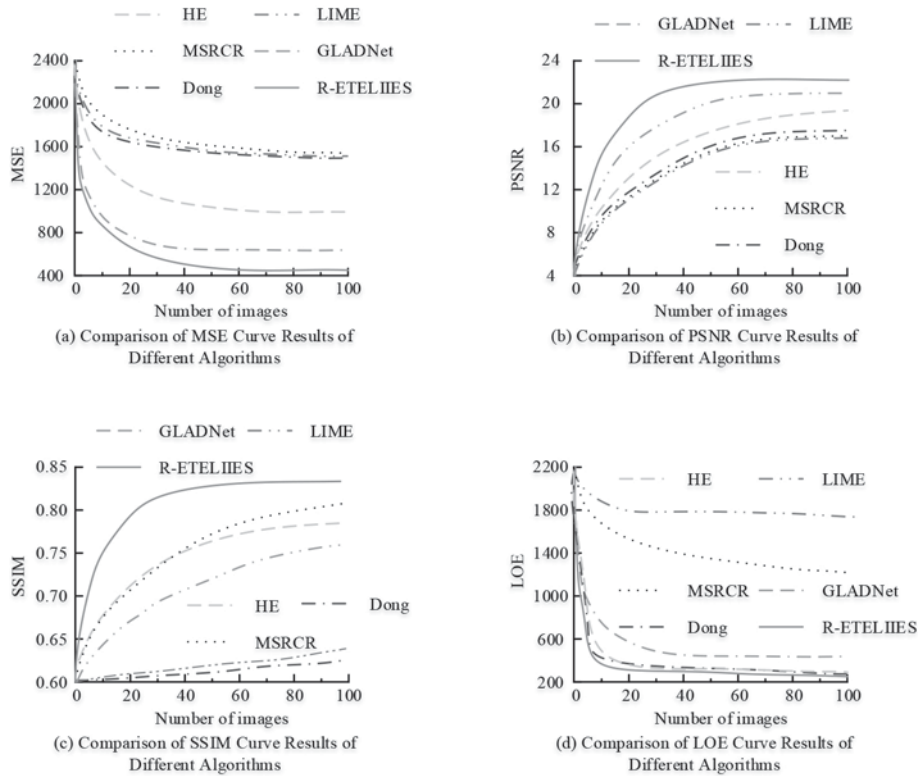 HE LIME
MSRCR GLADNet
Dong R-ETELIIES
2400
2000
1600
1200
800
400
MSE
0 20 40 60 80 100
Number of images
(a) Comparison of MSE Curve Results of
Different Algorithms
GLADNet LIME
R-ETELIIES
24
20
16
12
8
4
PSNR
HE
MSRCR
Dong
0 20 40 60 80 100
Number of images
(b) Comparison of PSNR Curve Results of
Different Algorithms
GLADNet LIME
R-ETELIIES
0.85
0.80
0.75
0.70
0.65
0.60
SSIM
HE Dong
MSRCR
0 20 40 60 80 100
Number of images
(c) Comparison of SSIM Curve Results of
Different Algorithms
2200
1800
1400
1000
600
200
LOE
HE LIME
MSRCR GLADNet
Dong R-ETELIIES
0 20 40 60 80 100
Number of images
(d) Comparison of LOE Curve Results of
Different Algorithms